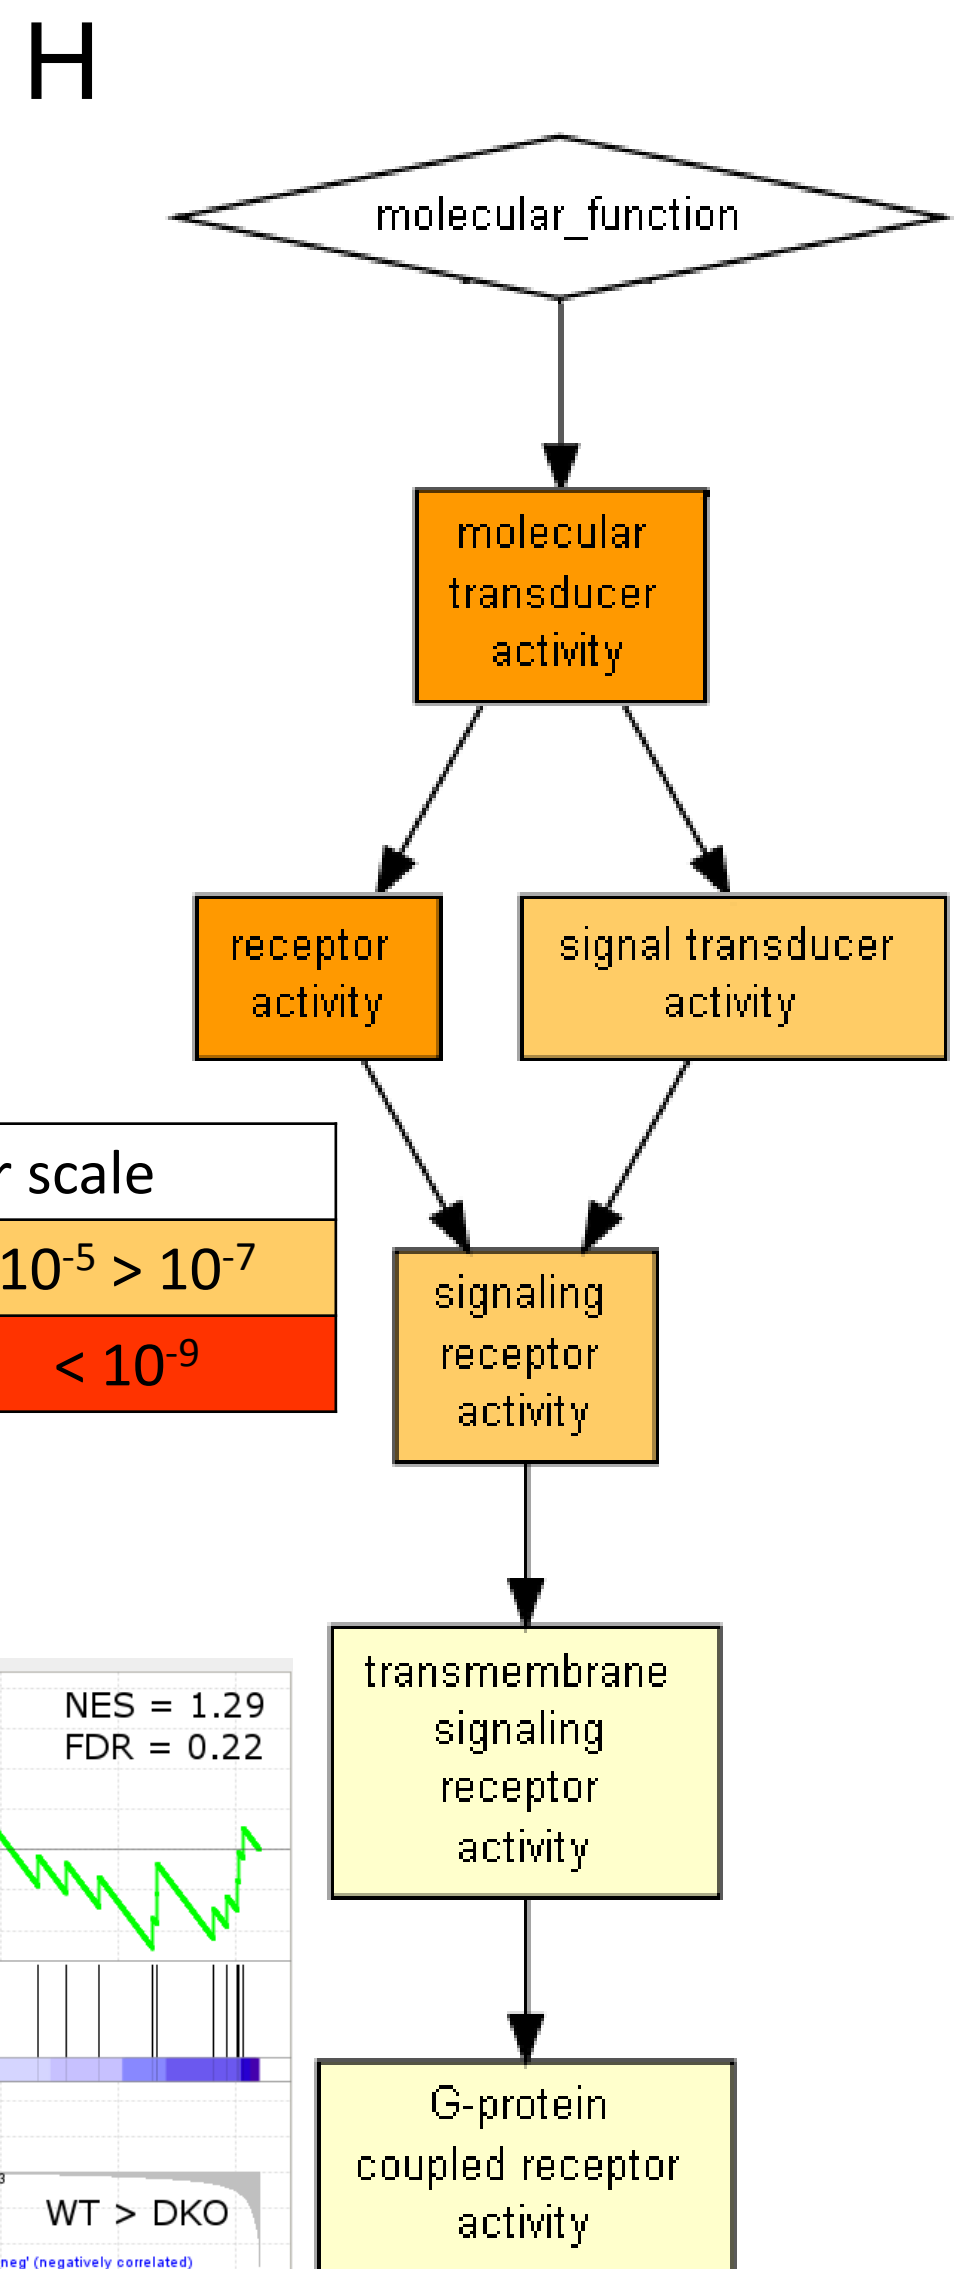 H
molecular_function
molecular
transducer
activity
receptor
activity
signal transducer
activity
r scale
10⁻⁵ > 10⁻⁷
< 10⁻⁹
signaling
receptor
activity
transmembrane
signaling
receptor
activity
NES = 1.29
FDR = 0.22
G-protein
coupled receptor
activity
3
WT > DKO
neg' (negatively correlated)